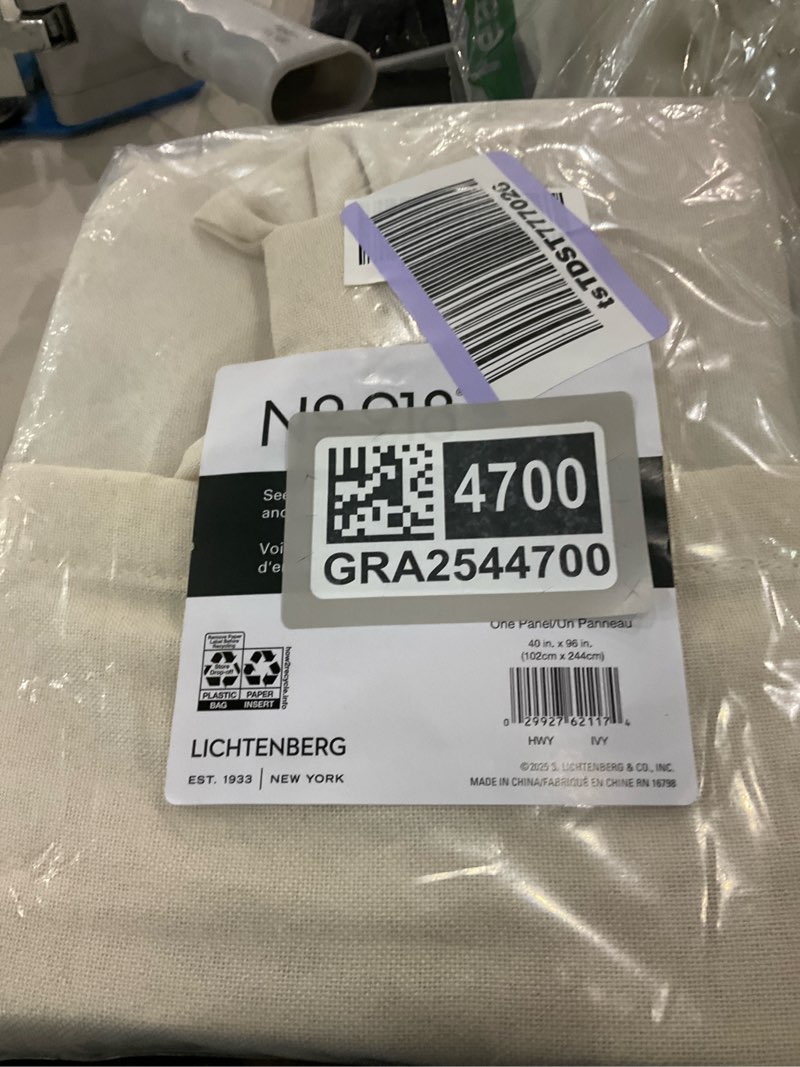 tsTDST777026
No 918
4700
GRA2544700
See
and
Voi
d'e
One Panel/Un Panneau
40 in. x 96 in.
(102cm x 244cm)
Remove Paper
Label Before
Recycling
Store
Drop-off
PLASTIC
BAG
PAPER
INSERT
how2recycle.info
0 29927 62117 4
HWY IVY
LICHTENBERG
EST. 1933 | NEW YORK
©2025 S. LICHTENBERG & CO., INC.
MADE IN CHINA/FABRIQUÉ EN CHINE RN 16798